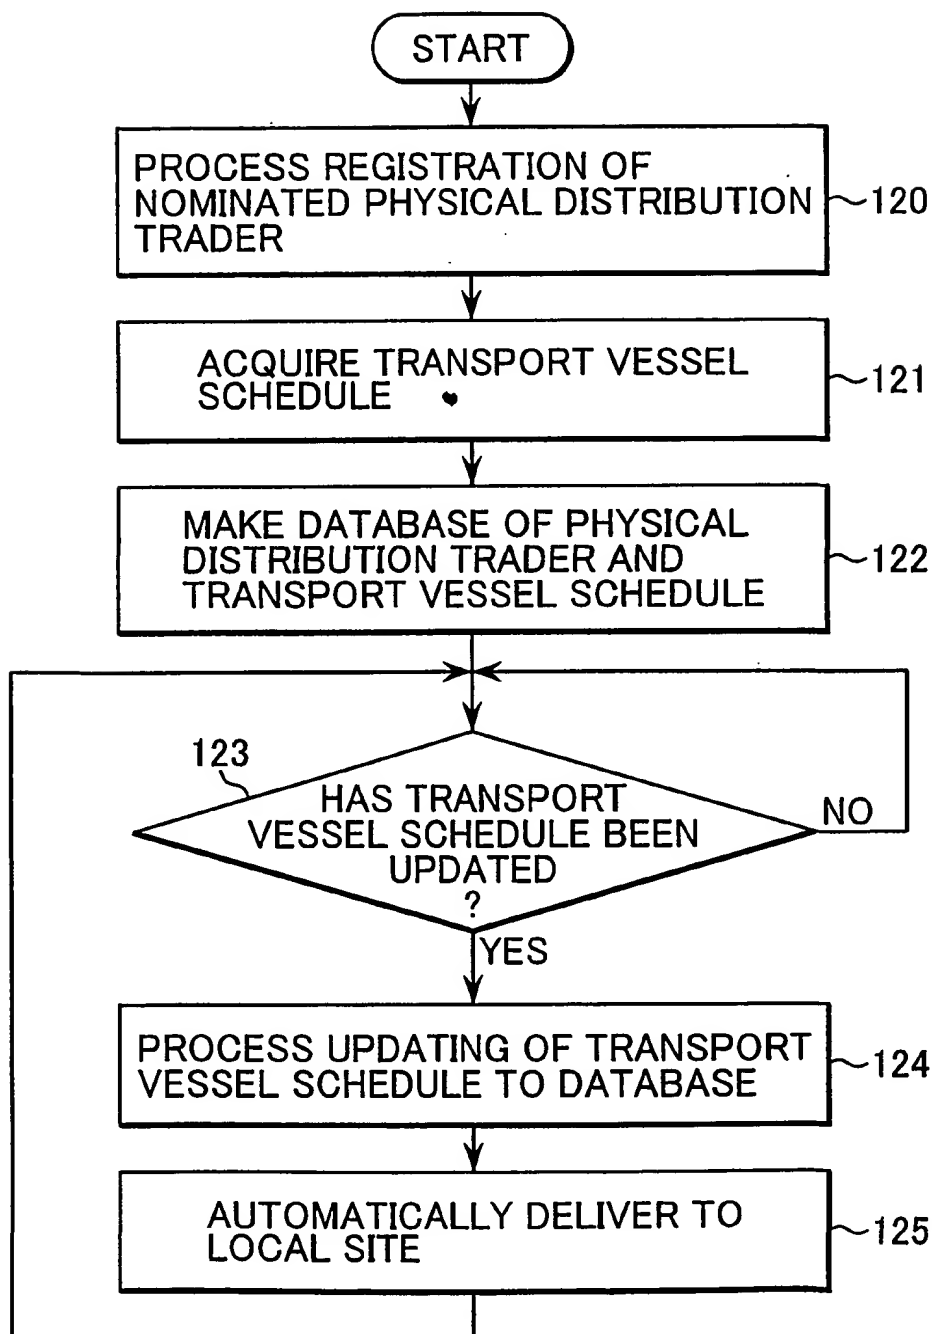 START
PROCESS REGISTRATION OF
NOMINATED PHYSICAL DISTRIBUTION
TRADER
120
ACQUIRE TRANSPORT VESSEL
SCHEDULE
121
MAKE DATABASE OF PHYSICAL
DISTRIBUTION TRADER AND
TRANSPORT VESSEL SCHEDULE
122
123
HAS TRANSPORT
VESSEL SCHEDULE BEEN
UPDATED
?
NO
YES
PROCESS UPDATING OF TRANSPORT
VESSEL SCHEDULE TO DATABASE
124
AUTOMATICALLY DELIVER TO
LOCAL SITE
125